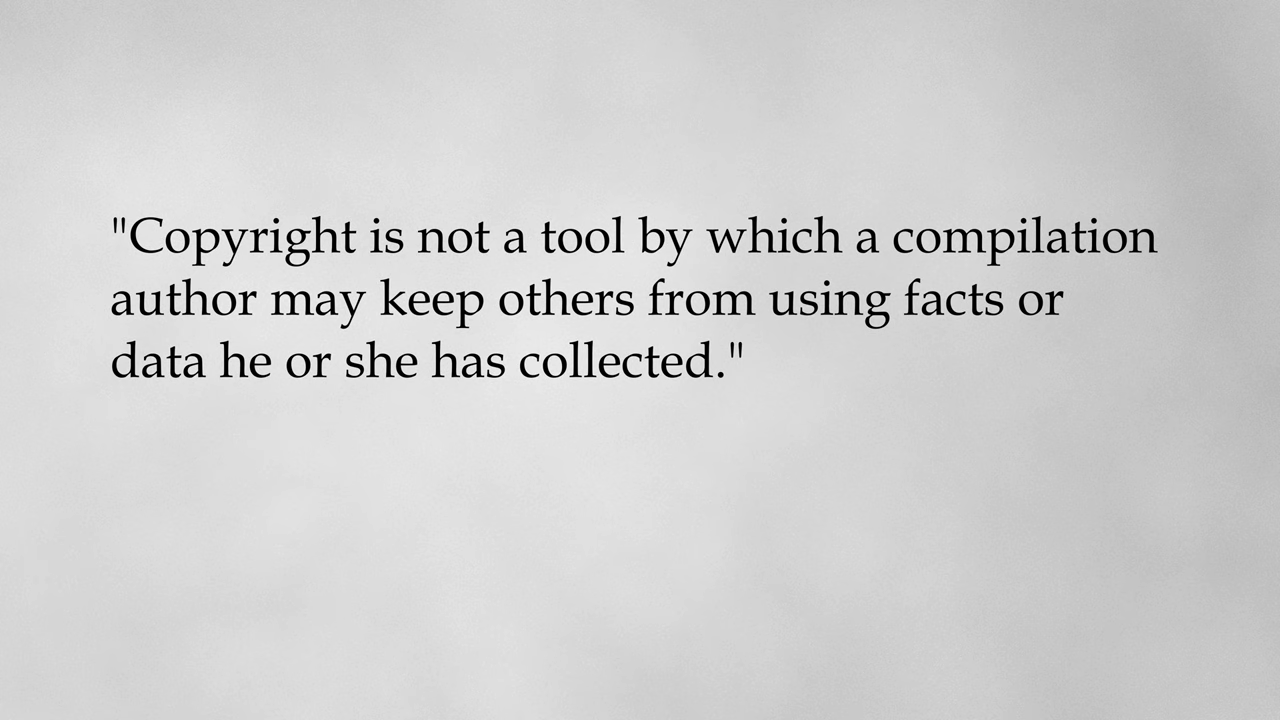 "Copyright is not a tool by which a compilation
author may keep others from using facts or
data he or she has collected."